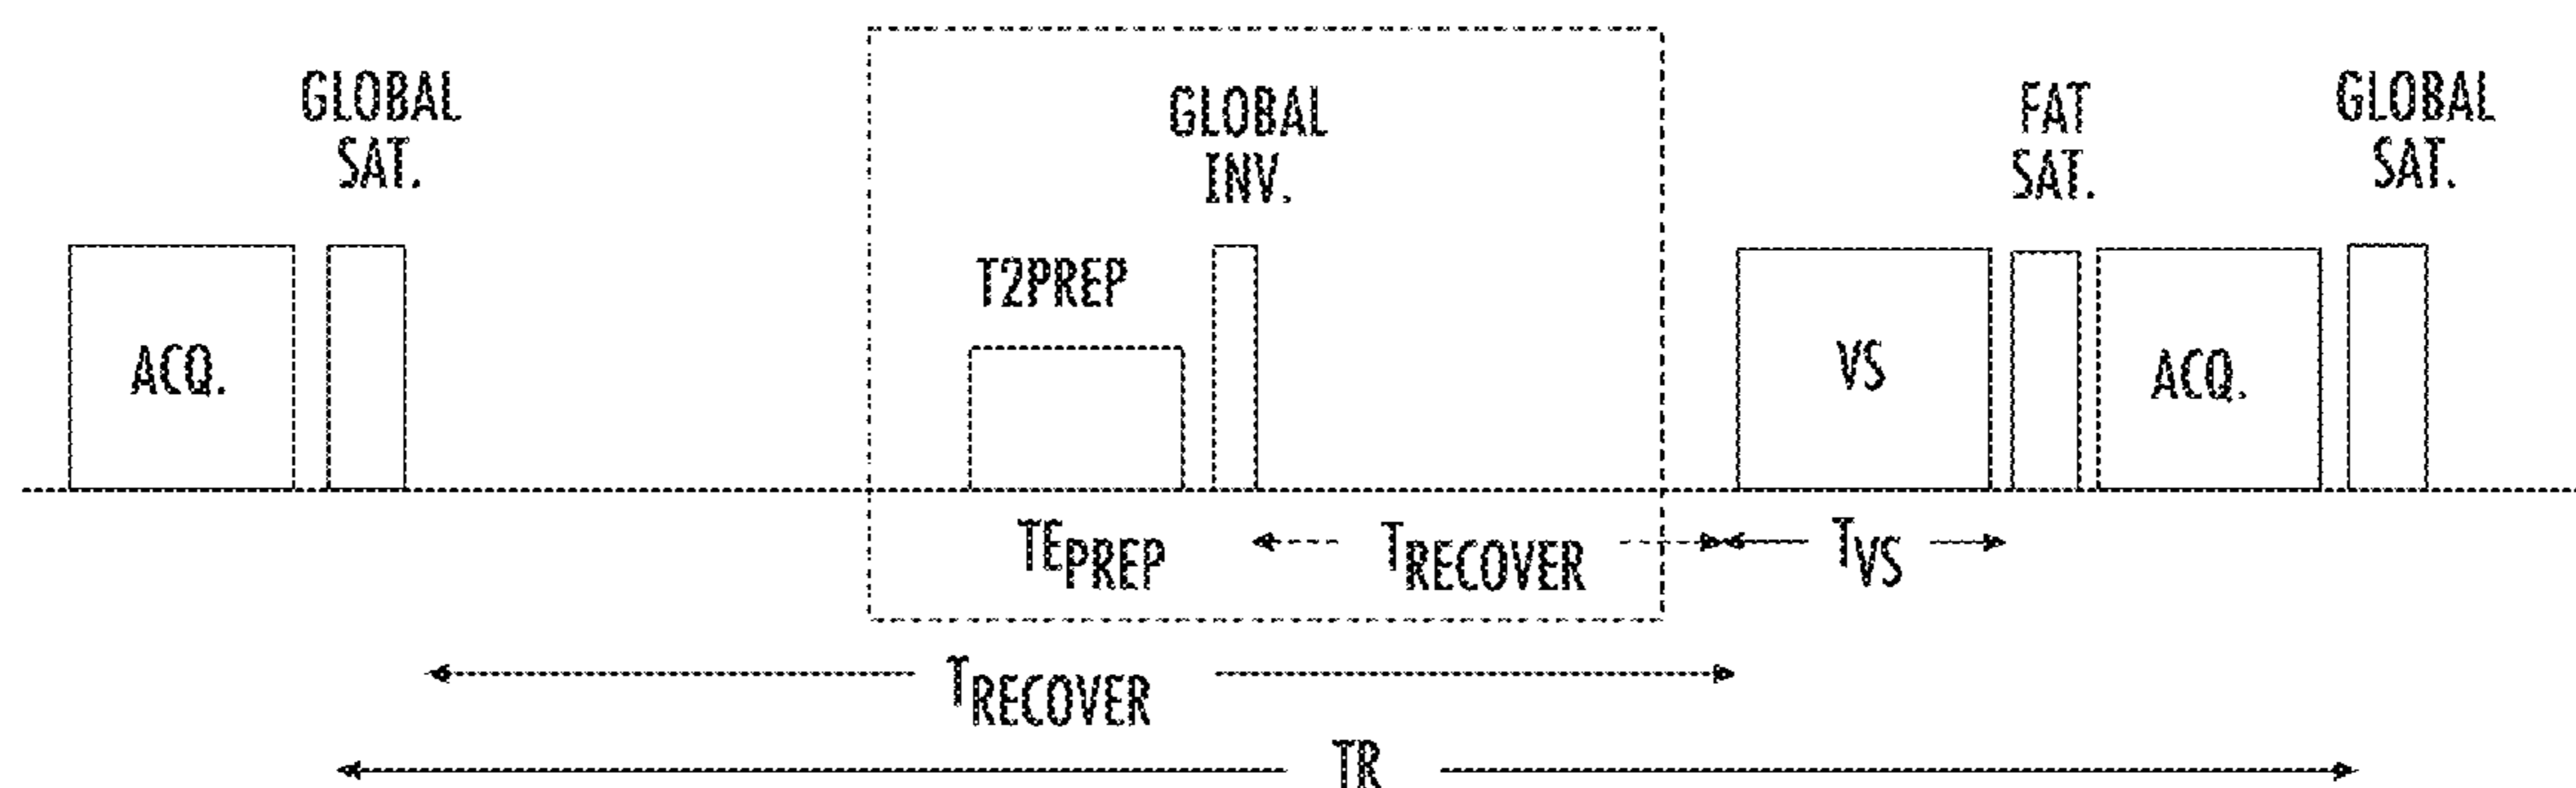 GLOBAL
SAT.
GLOBAL
INV.
FAT
SAT.
GLOBAL
SAT.
T2PREP
ACQ.
VS
ACQ.
TEPREP
TRECOVER
TVS
TRECOVER
TR